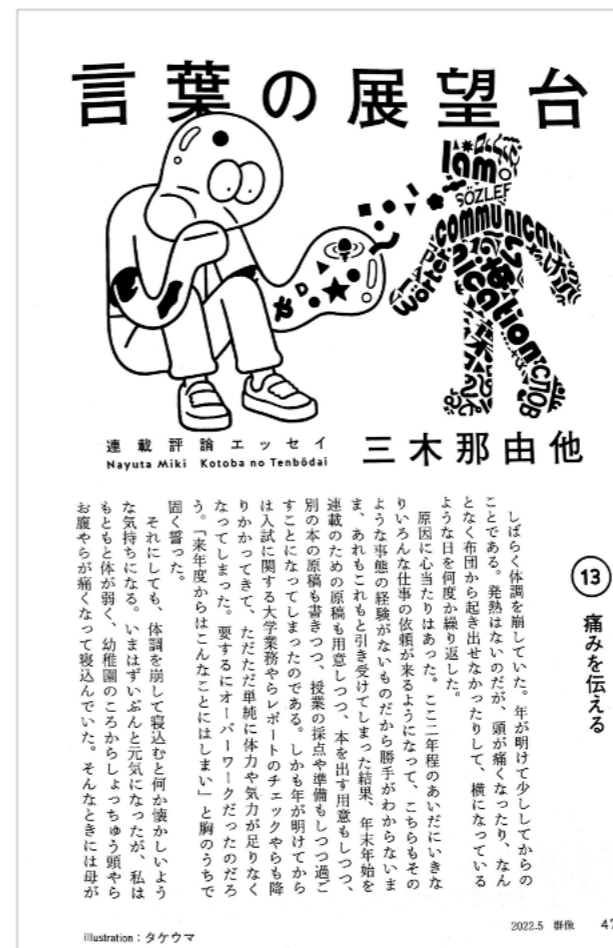 言葉の展望台
Iam
SÖZLER
communication
Wörter
nication
連載評論エッセイ
Nayuta Miki Kotoba no Tenbōdai
三木那由他
13 痛みを伝える
しばらく体調を崩していた。年が明けて少ししてからの
ことである。発熱はないのだが、頭が痛くなったり、なん
となく布団から起き出せなかったりして、横になっている
ような日を何度か繰り返した。
原因に心当たりはあった。ここ二年程のあいだにいきな
りいろんな仕事の依頼が来るようになって、こちらもその
ような事態の経験がないものだから勝手がわからないま
ま、あれもこれもと引き受けてしまった結果、年末年始を
連載のための原稿も用意しつつ、本を出す用意もしつつ、
別の本の原稿も書きつつ、授業の採点や準備もしつつ過ご
すことになってしまったのである。しかも年が明けてから
は入試に関する大学業務やらレポートのチェックやらも降
りかかってきて、ただただ単純に体力や気力が足りなく
なってしまった。要するにオーバーワークだったのだろ
う。「来年度からはこんなことにはしまい」と胸のうちで
固く誓った。
それにしても、体調を崩して寝込むと何か懐かしいよう
な気持ちになる。いまはずいぶんと元気になったが、私は
もともと体が弱く、幼稚園のころからしょっちゅう頭やら
お腹やらが痛くなって寝込んでいた。そんなときには母が
illustration：タケウマ
2022.5 群像